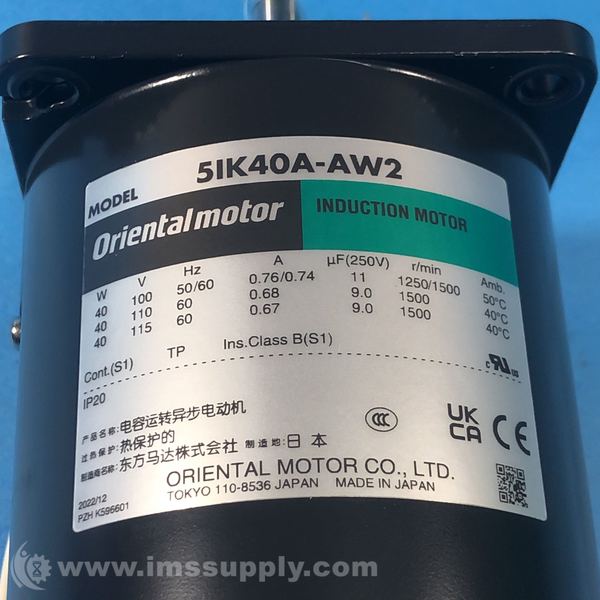 MODEL 5IK40A-AW2
Orientalmotor INDUCTION MOTOR
W V Hz A µF(250V) r/min Amb.
40 100 50/60 0.76/0.74 11 1250/1500 50°C
40 110 60 0.68 9.0 1500 40°C
40 115 60 0.67 9.0 1500 40°C
Cont.(S1) TP Ins.Class B(S1)
IP20
c RU us
产品名称:电容运转异步电动机
过热保护:热保护的
制造商名称:东方马达株式会社 制造地:日本
CCC
UK CA CE
ORIENTAL MOTOR CO., LTD.
TOKYO 110-8536 JAPAN MADE IN JAPAN
2022/12
PZH K596601
www.imssupply.com